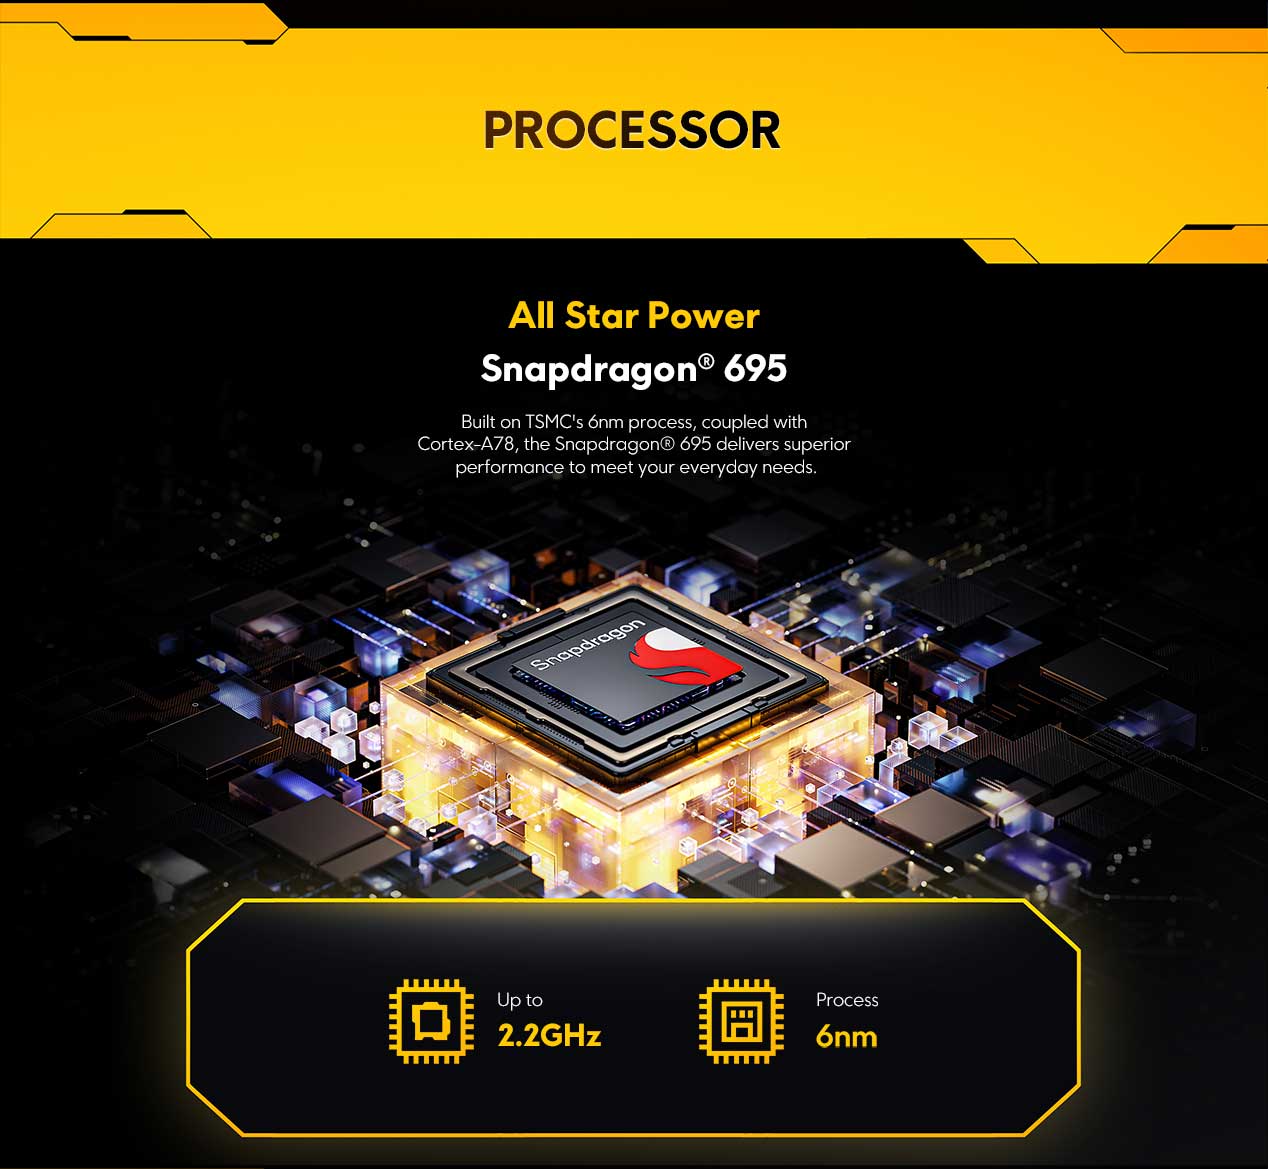 PROCESSOR
All Star Power
Snapdragon® 695
Built on TSMC's 6nm process, coupled with
Cortex-A78, the Snapdragon® 695 delivers superior
performance to meet your everyday needs.
Snapdragon
Up to
2.2GHz
Process
6nm